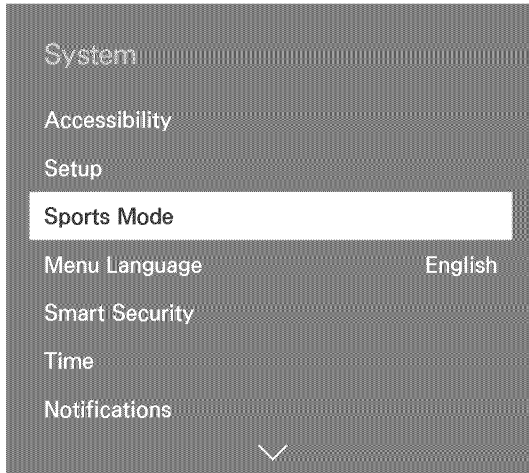 System
Accessibility
Setup
Sports Mode
Menu Language English
Smart Security
Time
Notifications